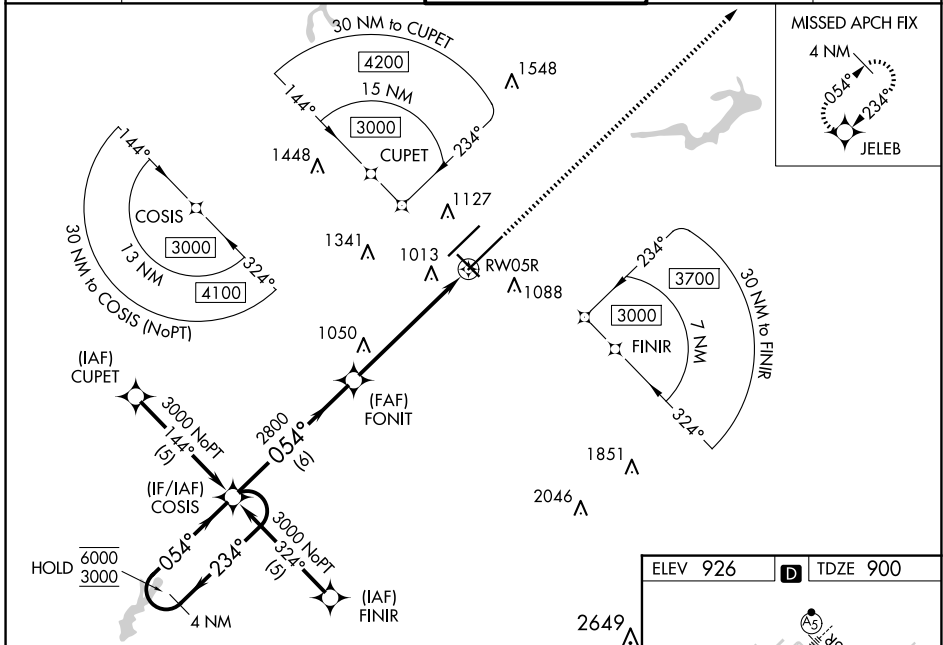 30 NM to CUPET
4200
15 NM
3000
144°
234°
CUPET
1548
1448
1127
MISSED APCH FIX
4 NM
054°
234°
JELEB
144°
COSIS
3000
13 NM
4100
324°
30 NM to COSIS (NoPT)
1341
1013
RW05R
1088
1050
234°
3700
3000
7 NM
FINIR
30 NM to FINIR
324°
(IAF)
CUPET
3000 NoPT
144°
(5)
(FAF)
FONIT
2800
054°
(6)
(IF/IAF)
COSIS
1851
2046
HOLD
6000
3000
054°
234°
4 NM
3000 NoPT
324°
(5)
(IAF)
FINIR
2649
ELEV 926
D
TDZE 900
A5